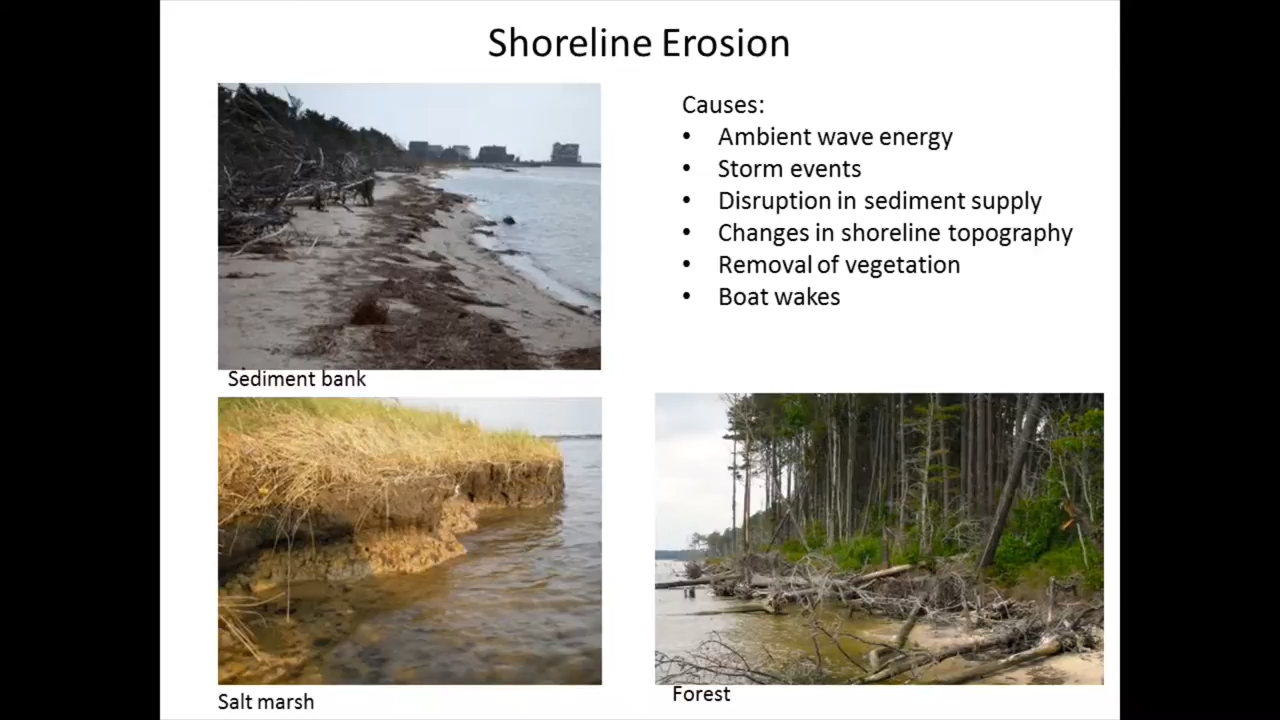 Shoreline Erosion
Causes:
• Ambient wave energy
• Storm events
• Disruption in sediment supply
• Changes in shoreline topography
• Removal of vegetation
• Boat wakes
Sediment bank
Salt marsh
Forest